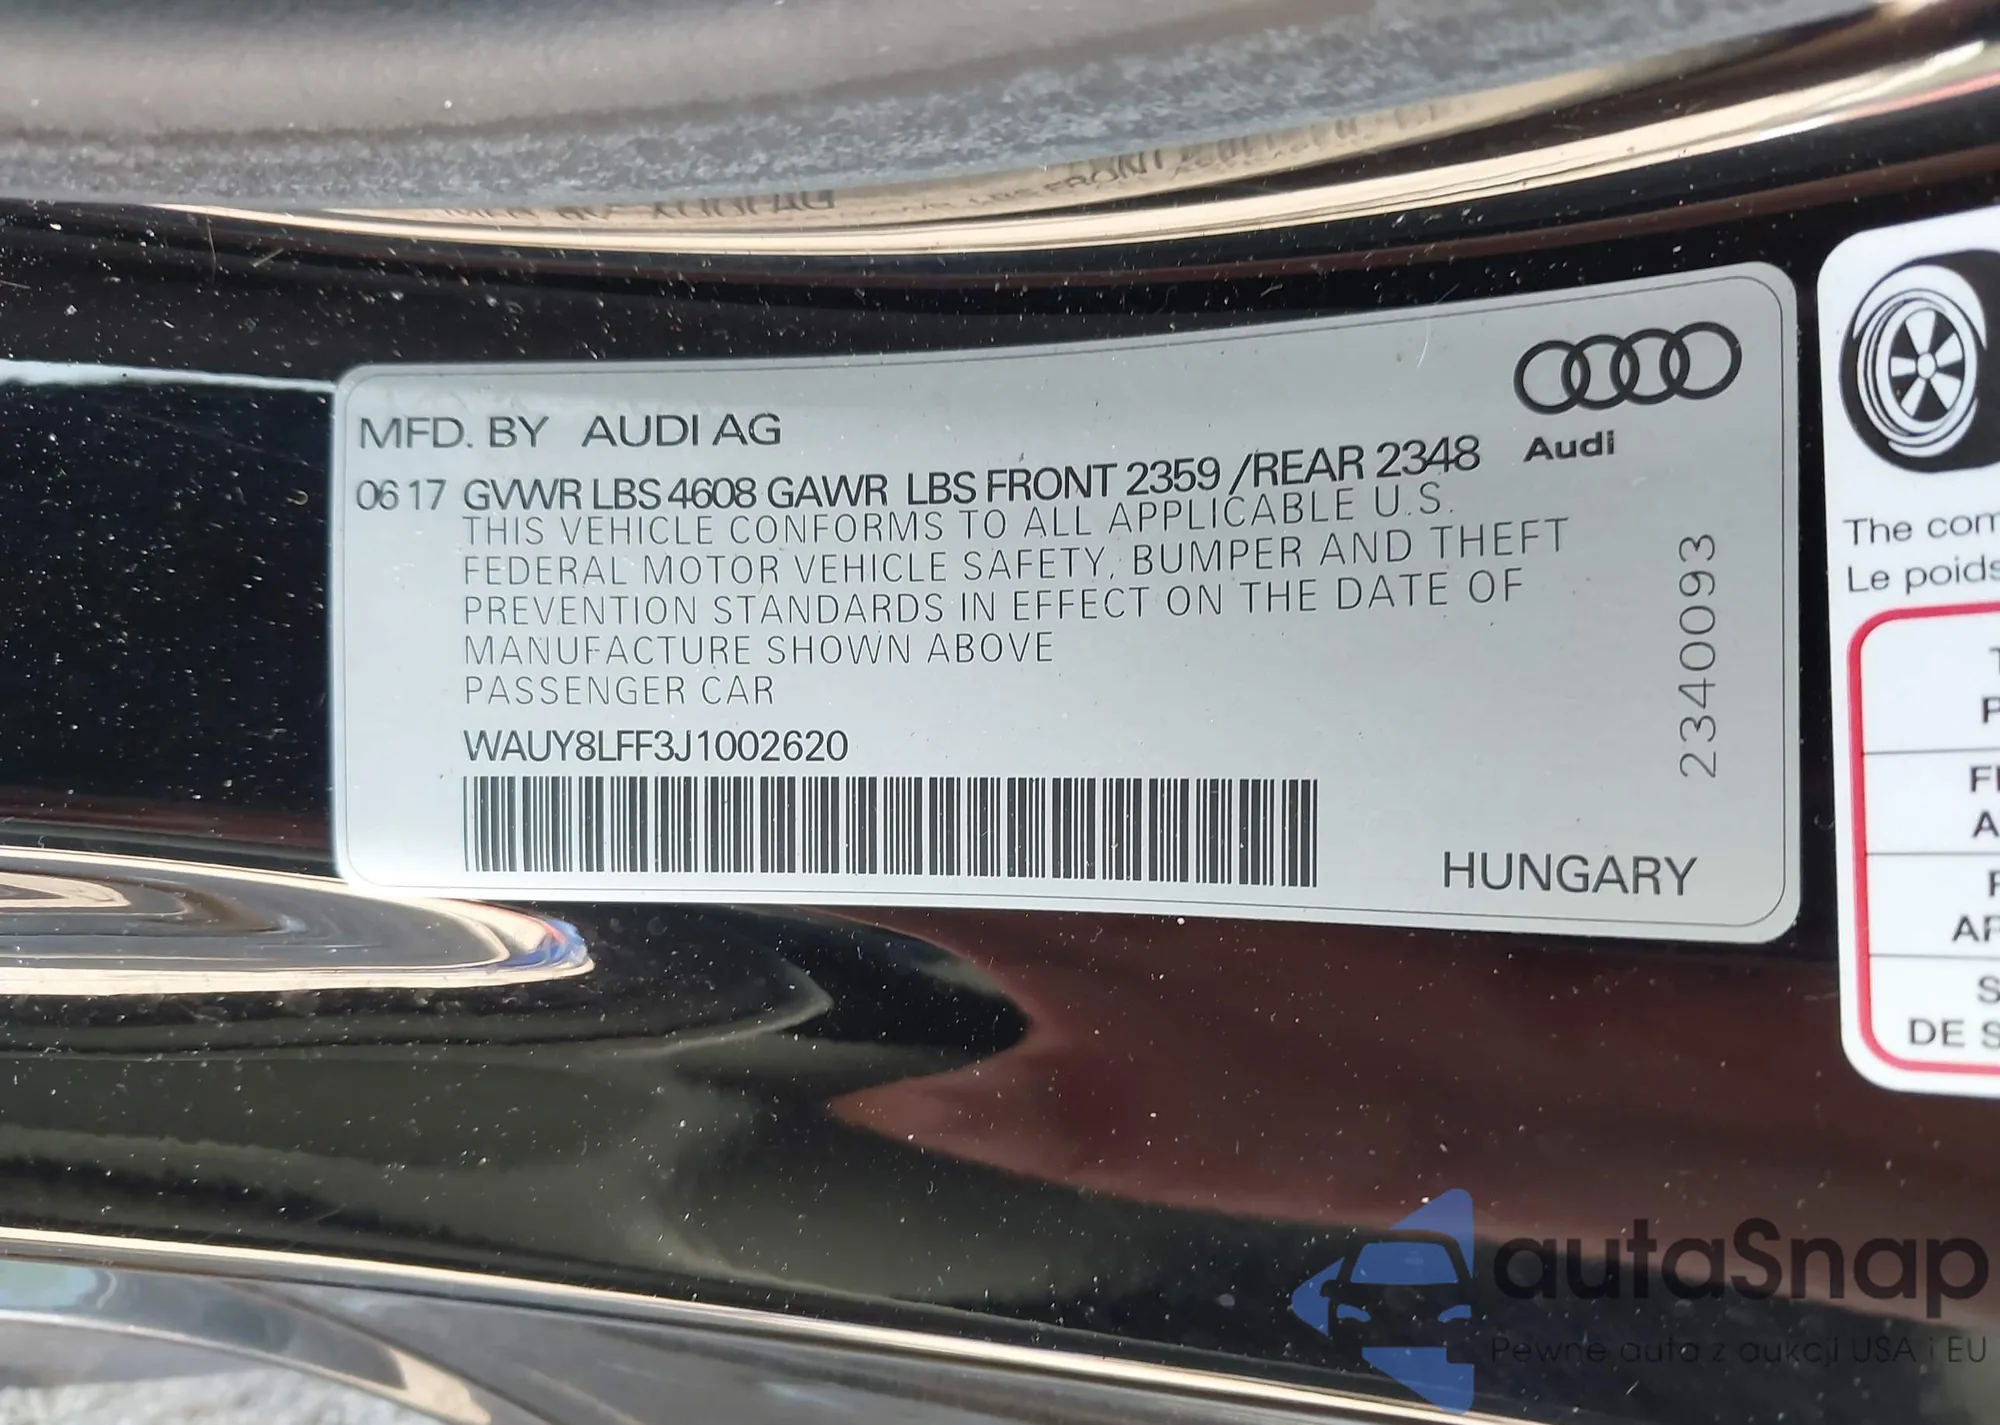 MFD. BY AUDI AG
Audi
06 17 GVWR LBS 4608 GAWR LBS FRONT 2359 /REAR 2348
THIS VEHICLE CONFORMS TO ALL APPLICABLE U.S.
FEDERAL MOTOR VEHICLE SAFETY, BUMPER AND THEFT
PREVENTION STANDARDS IN EFFECT ON THE DATE OF
MANUFACTURE SHOWN ABOVE
PASSENGER CAR
WAUY8LFF3J1002620
HUNGARY
2340093
The com
Le poids
DE S
autaSnap
Pewne auta z aukcji USA i EU